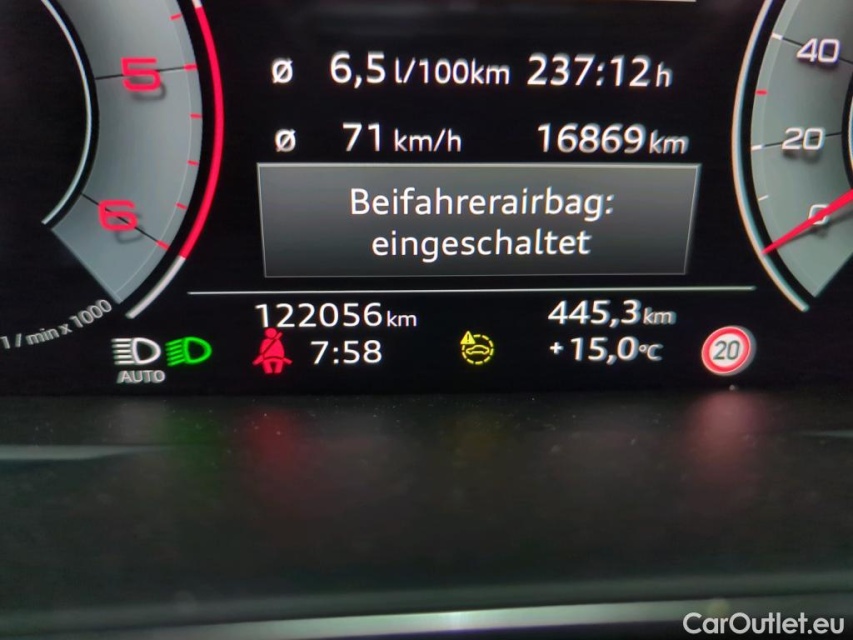 5
6
1 / min x 1000
Ø 6,5 l/100km 237:12 h
Ø 71 km/h 16869 km
Beifahrerairbag:
eingeschaltet
122056 km 445,3 km
7:58 +15,0 °C
AUTO
20
40
20
0
CarOutlet.eu